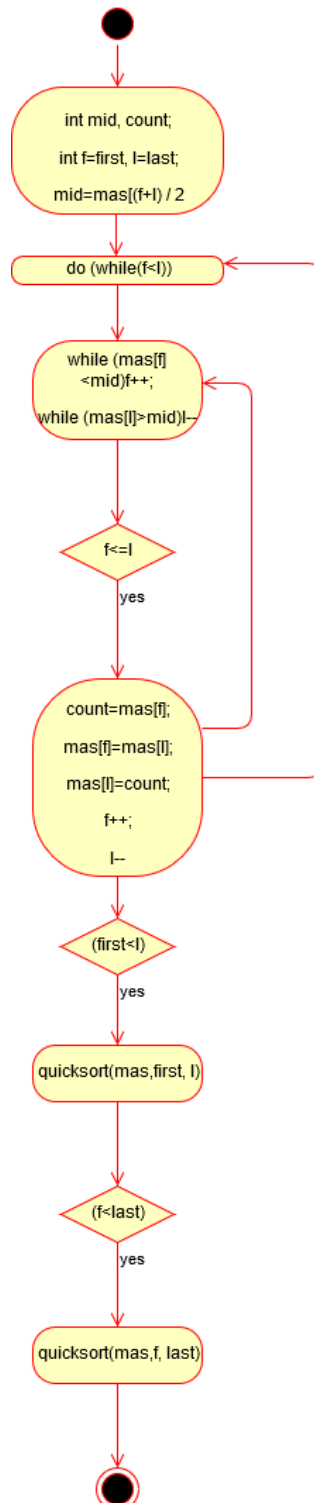 int mid, count;
int f=first, l=last;
mid=mas[(f+l) / 2
do (while(f<l))
while (mas[f]
<mid)f++;
while (mas[l]>mid)l--
f<=l
yes
count=mas[f];
mas[f]=mas[l];
mas[l]=count;
f++;
l--
(first<l)
yes
quicksort(mas,first, l)
(f<last)
yes
quicksort(mas,f, last)